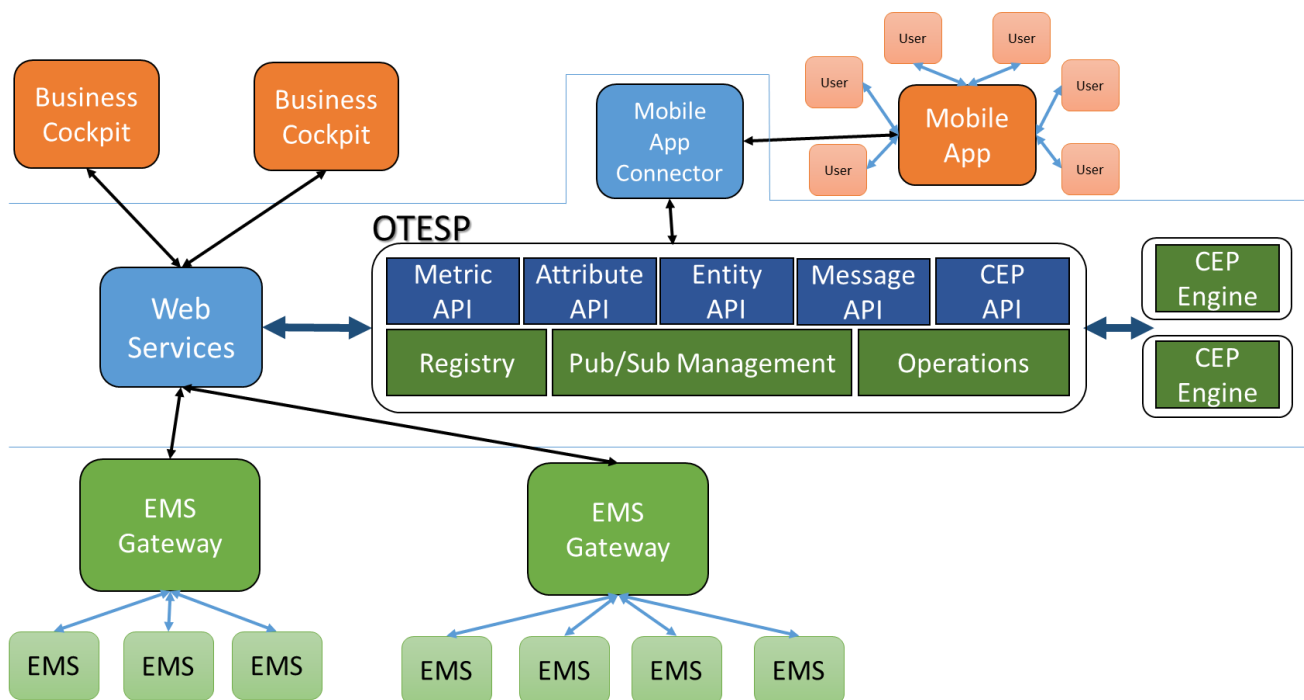 User
User
Business
Cockpit
Business
Cockpit
Mobile
App
Connector
User
User
Mobile
App
User
User
OTESP
Web
Services
Metric
API
Attribute
API
Entity
API
Message
API
CEP
API
Registry
Pub/Sub Management
Operations
CEP
Engine
CEP
Engine
EMS
Gateway
EMS
Gateway
EMS
EMS
EMS
EMS
EMS
EMS
EMS